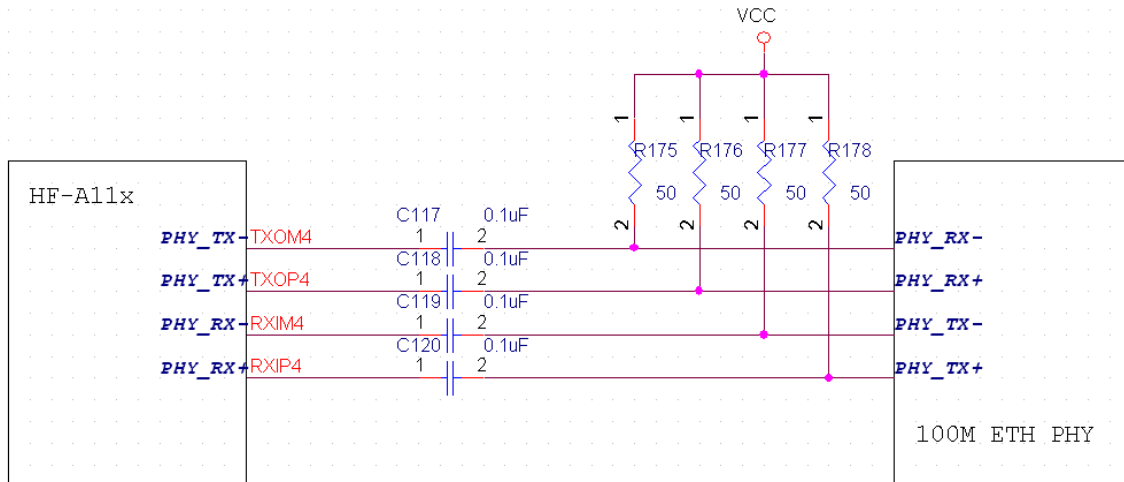 VCC
1 1 1 1
R175 R176 R177 R178
50 50 50 50
2 2 2 2
HF-A11x
C117 0.1uF
PHY_TX- TXOM4 1 2 PHY_RX-
C118 0.1uF
PHY_TX+ TXOP4 1 2 PHY_RX+
C119 0.1uF
PHY_RX- RXIM4 1 2 PHY_TX-
C120 0.1uF
PHY_RX+ RXIP4 1 2 PHY_TX+
100M ETH PHY